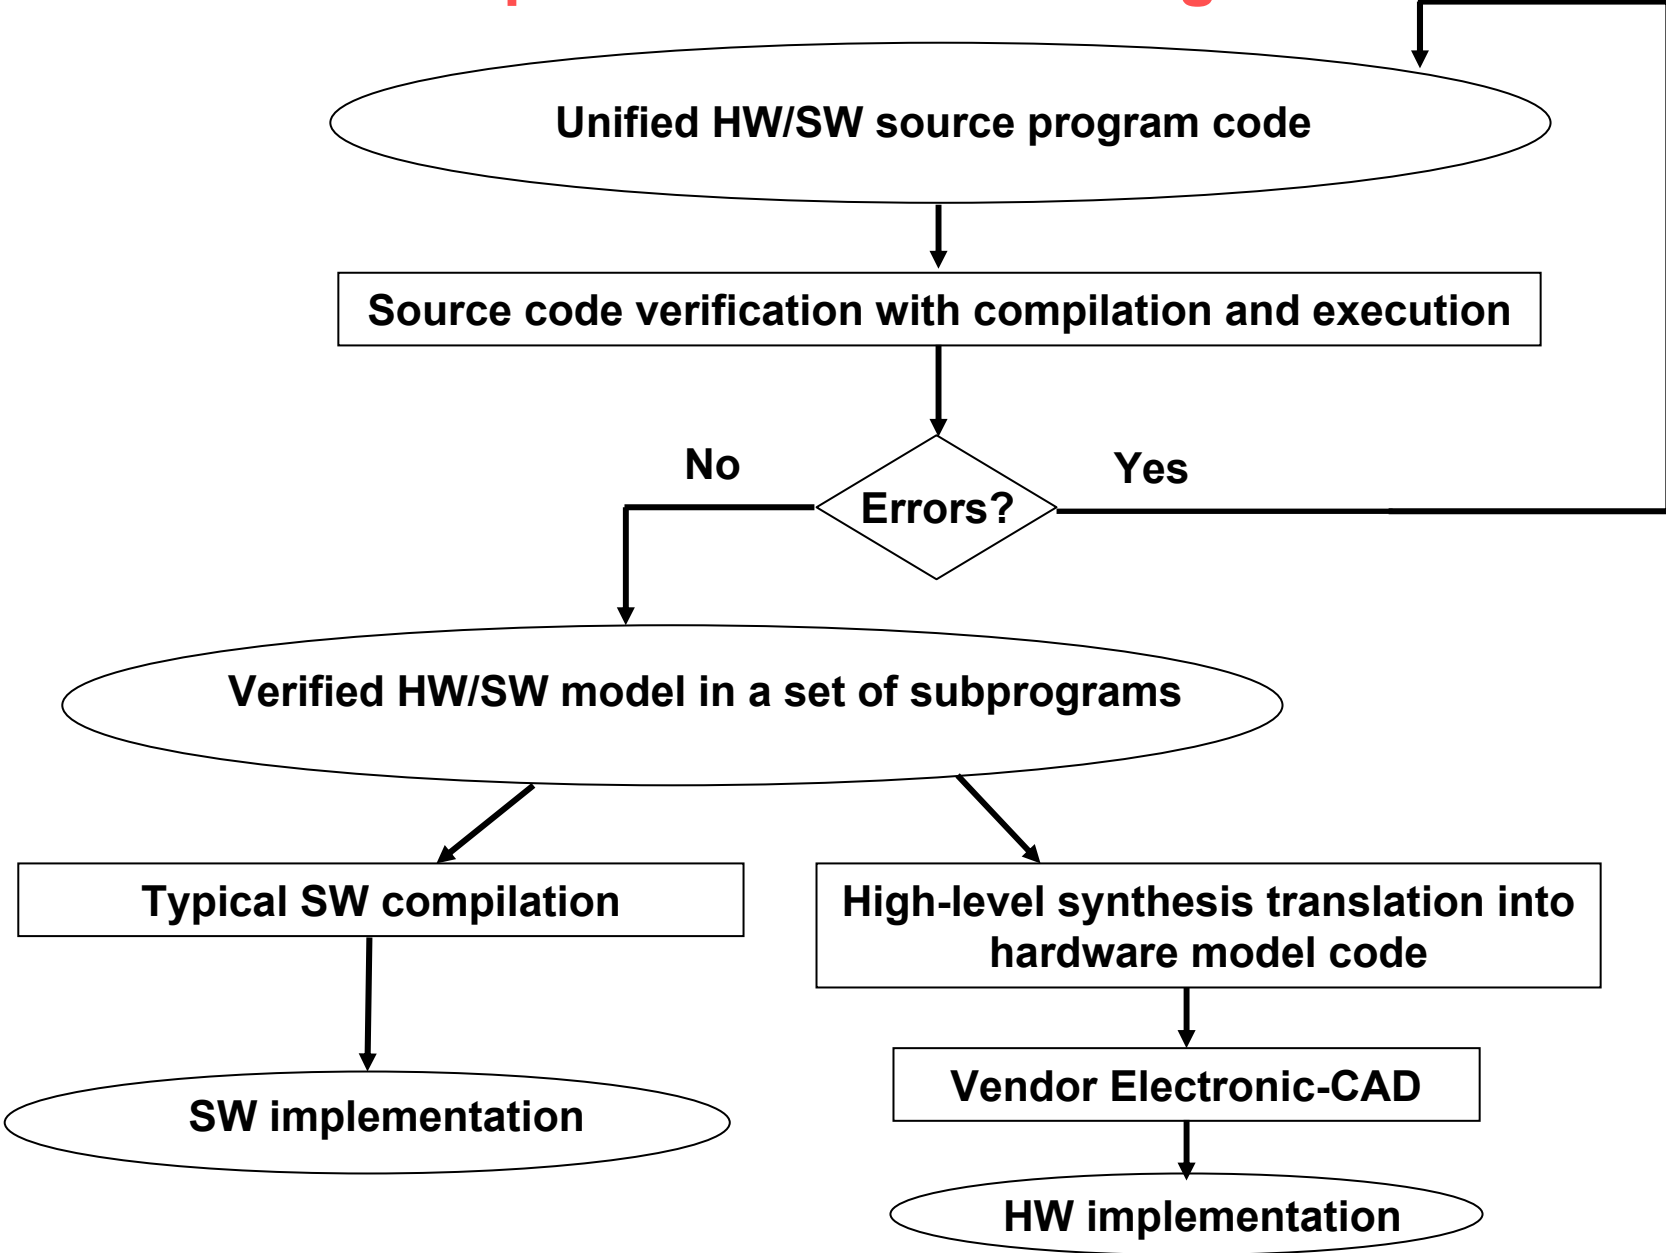 Unified HW/SW source program code
Source code verification with compilation and execution
No
Yes
Errors?
Verified HW/SW model in a set of subprograms
Typical SW compilation
High-level synthesis translation into
hardware model code
Vendor Electronic-CAD
SW implementation
HW implementation